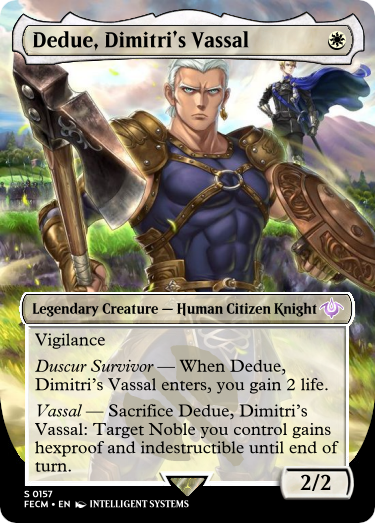 Dedue, Dimitri's Vassal
Legendary Creature — Human Citizen Knight
Vigilance
Duscur Survivor — When Dedue,
Dimitri's Vassal enters, you gain 2 life.
Vassal — Sacrifice Dedue, Dimitri's
Vassal: Target Noble you control gains
hexproof and indestructible until end of
turn.
2/2
S 0157
FECM • EN INTELLIGENT SYSTEMS